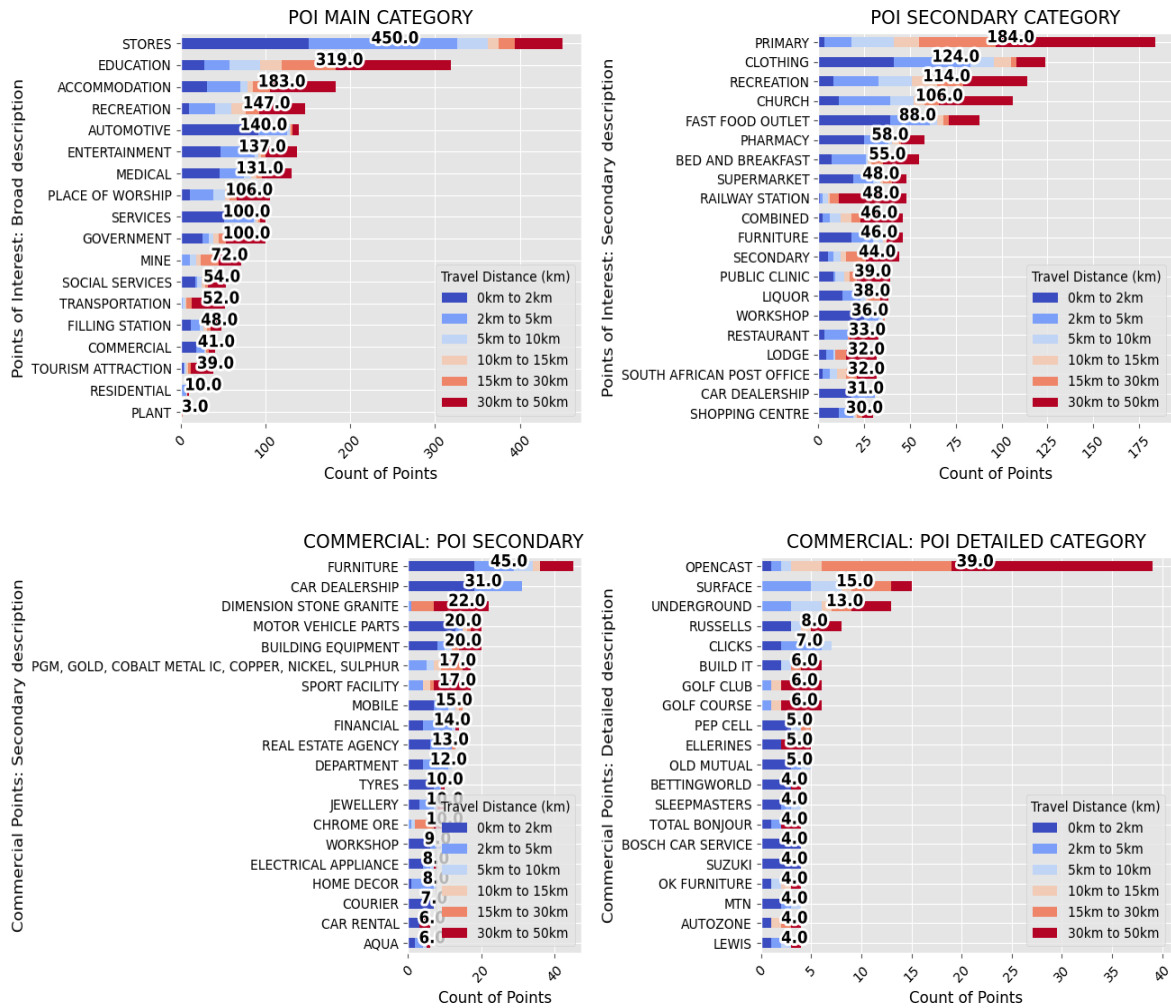 POI MAIN CATEGORY
Points of Interest: Broad description
STORES 450.0
EDUCATION 319.0
ACCOMMODATION 183.0
RECREATION 147.0
AUTOMOTIVE 140.0
ENTERTAINMENT 137.0
MEDICAL 131.0
PLACE OF WORSHIP 106.0
SERVICES 100.0
GOVERNMENT 100.0
MINE 72.0
SOCIAL SERVICES 54.0
TRANSPORTATION 52.0
FILLING STATION 48.0
COMMERCIAL 41.0
TOURISM ATTRACTION 39.0
RESIDENTIAL 10.0
PLANT 3.0
Travel Distance (km)
0km to 2km
2km to 5km
5km to 10km
10km to 15km
15km to 30km
30km to 50km
0 100 200 300 400
Count of Points
POI SECONDARY CATEGORY
Points of Interest: Secondary description
PRIMARY 184.0
CLOTHING 124.0
RECREATION 114.0
CHURCH 106.0
FAST FOOD OUTLET 88.0
PHARMACY 58.0
BED AND BREAKFAST 55.0
SUPERMARKET 48.0
RAILWAY STATION 48.0
COMBINED 46.0
FURNITURE 46.0
SECONDARY 44.0
PUBLIC CLINIC 39.0
LIQUOR 38.0
WORKSHOP 36.0
RESTAURANT 33.0
LODGE 32.0
SOUTH AFRICAN POST OFFICE 32.0
CAR DEALERSHIP 31.0
SHOPPING CENTRE 30.0
Travel Distance (km)
0km to 2km
2km to 5km
5km to 10km
10km to 15km
15km to 30km
30km to 50km
0 25 50 75 100 125 150 175
Count of Points
COMMERCIAL: POI SECONDARY
Commercial Points: Secondary description
FURNITURE 45.0
CAR DEALERSHIP 31.0
DIMENSION STONE GRANITE 22.0
MOTOR VEHICLE PARTS 20.0
BUILDING EQUIPMENT 20.0
PGM, GOLD, COBALT METAL IC, COPPER, NICKEL, SULPHUR 17.0
SPORT FACILITY 17.0
MOBILE 15.0
FINANCIAL 14.0
REAL ESTATE AGENCY 13.0
DEPARTMENT 12.0
TYRES 10.0
JEWELLERY 10.0
CHROME ORE 10.0
WORKSHOP 9.0
ELECTRICAL APPLIANCE 8.0
HOME DECOR 8.0
COURIER 7.0
CAR RENTAL 6.0
AQUA 6.0
Travel Distance (km)
0km to 2km
2km to 5km
5km to 10km
10km to 15km
15km to 30km
30km to 50km
0 20 40
Count of Points
COMMERCIAL: POI DETAILED CATEGORY
Commercial Points: Detailed description
OPENCAST 39.0
SURFACE 15.0
UNDERGROUND 13.0
RUSSELLS 8.0
CLICKS 7.0
BUILD IT 6.0
GOLF CLUB 6.0
GOLF COURSE 6.0
PEP CELL 5.0
ELLERINES 5.0
OLD MUTUAL 5.0
BETTINGWORLD 4.0
SLEEPMASTERS 4.0
TOTAL BONJOUR 4.0
BOSCH CAR SERVICE 4.0
SUZUKI 4.0
OK FURNITURE 4.0
MTN 4.0
AUTOZONE 4.0
LEWIS 4.0
Travel Distance (km)
0km to 2km
2km to 5km
5km to 10km
10km to 15km
15km to 30km
30km to 50km
0 5 10 15 20 25 30 35 40
Count of Points